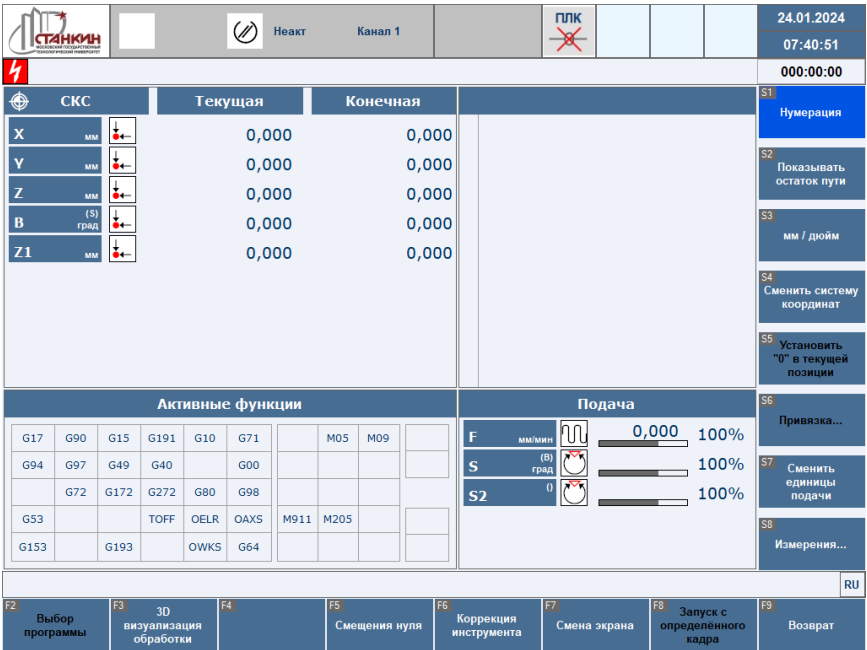 СТАНКИН
МОСКОВСКИЙ ГОСУДАРСТВЕННЫЙ
ТЕХНОЛОГИЧЕСКИЙ УНИВЕРСИТЕТ
Неакт
Канал 1
ПЛК
24.01.2024
07:40:51
000:00:00
СКС Текущая Конечная
X мм 0,000 0,000
Y мм 0,000 0,000
Z мм 0,000 0,000
B (S) град 0,000 0,000
Z1 мм 0,000 0,000
S1
Нумерация
S2
Показывать
остаток пути
S3
мм / дюйм
S4
Сменить систему
координат
S5
Установить
"0" в текущей
позиции
S6
Привязка...
S7
Сменить
единицы
подачи
S8
Измерения...
Активные функции
G17 G90 G15 G191 G10 G71 M05 M09
G94 G97 G49 G40 G00
G72 G172 G272 G80 G98
G53 TOFF OELR OAXS M911 M205
G153 G193 OWKS G64
Подача
F мм/мин 0,000 100%
S (B) град 100%
S2 () 100%
RU
F2
Выбор
программы
F3
3D
визуализация
обработки
F4
F5
Смещения нуля
F6
Коррекция
инструмента
F7
Смена экрана
F8
Запуск с
определённого
кадра
F9
Возврат